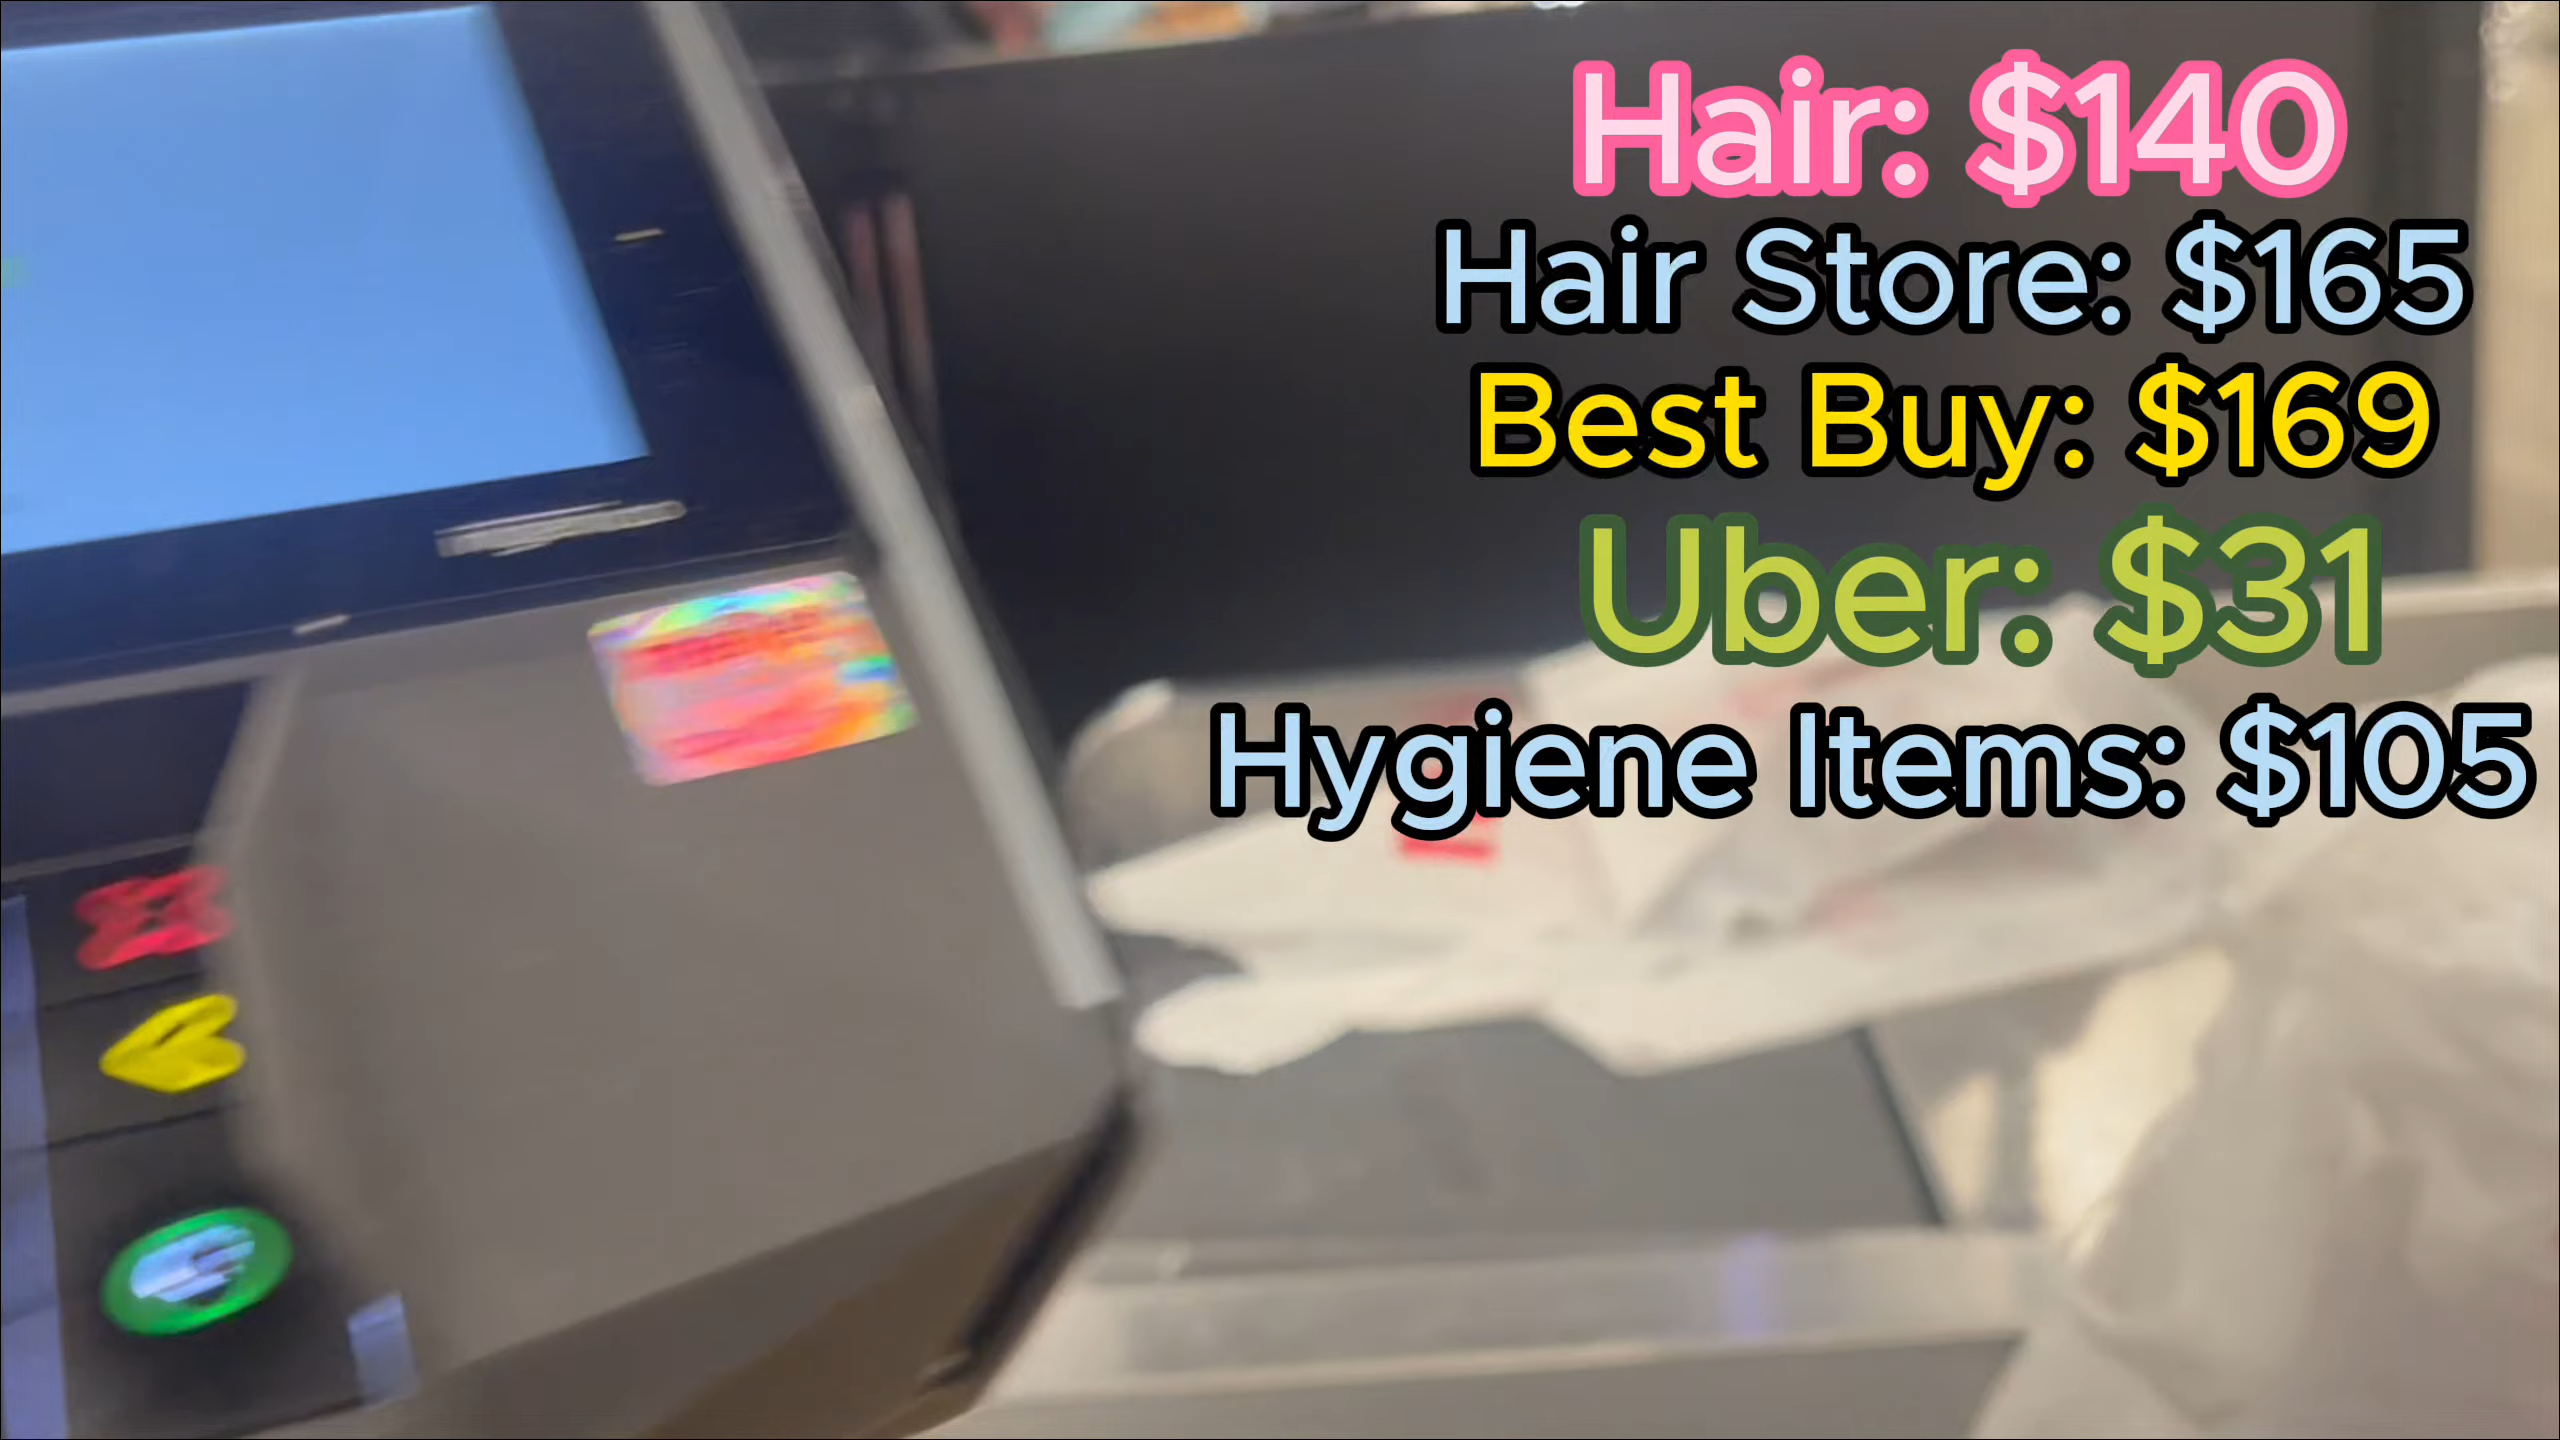 Hair: $140
Hair Store: $165
Best Buy: $169
Uber: $31
Hygiene Items: $105